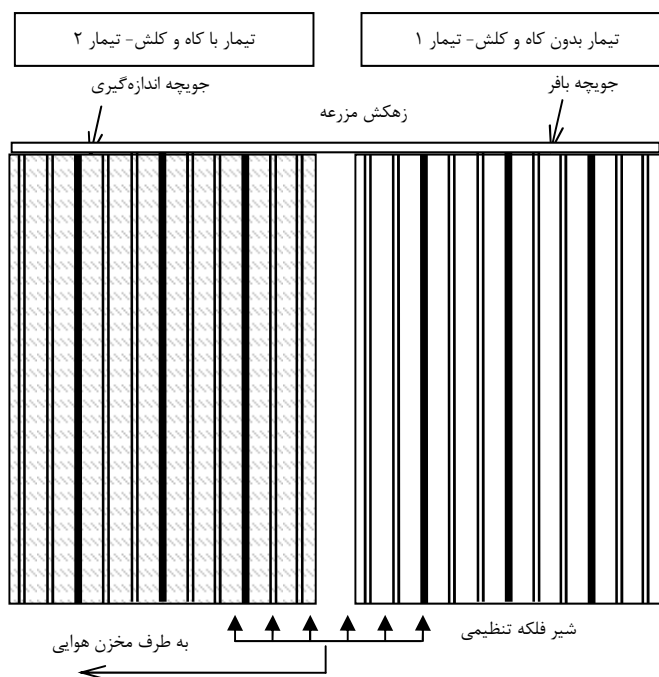 تیمار بدون کاه و کلش- تیمار ۱
تیمار با کاه و کلش- تیمار ۲
جویچه بافر
جویچه اندازه‌گیری
زهکش مزرعه
شیر فلکه تنظیمی
به طرف مخزن هوایی